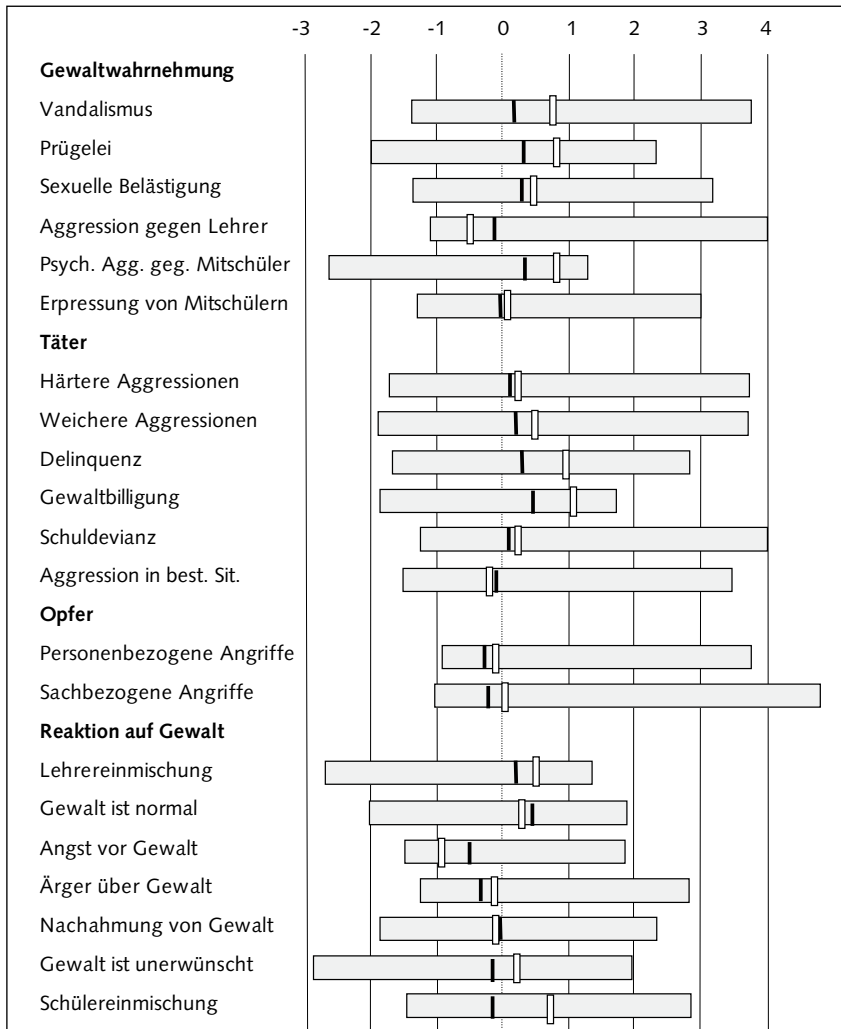 -3 -2 -1 0 1 2 3 4
Gewaltwahrnehmung
Vandalismus
Prügelei
Sexuelle Belästigung
Aggression gegen Lehrer
Psych. Agg. geg. Mitschüler
Erpressung von Mitschülern
Täter
Härtere Aggressionen
Weichere Aggressionen
Delinquenz
Gewaltbilligung
Schuldevianz
Aggression in best. Sit.
Opfer
Personenbezogene Angriffe
Sachbezogene Angriffe
Reaktion auf Gewalt
Lehrereinmischung
Gewalt ist normal
Angst vor Gewalt
Ärger über Gewalt
Nachahmung von Gewalt
Gewalt ist unerwünscht
Schülereinmischung